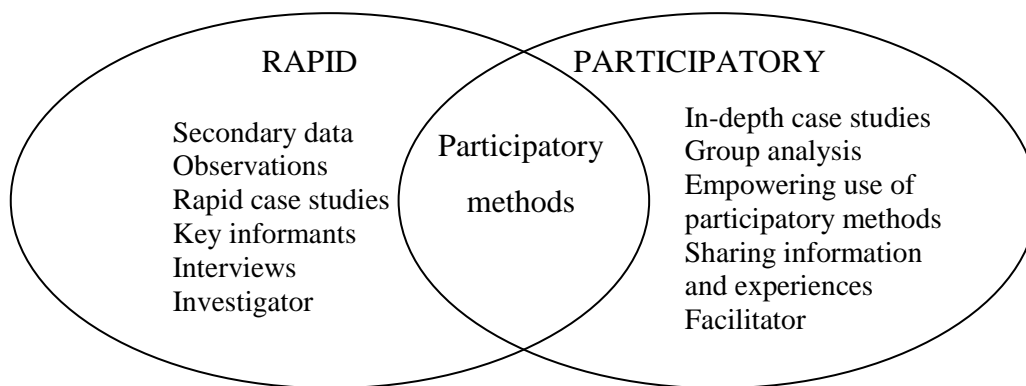 RAPID
Secondary data
Observations
Rapid case studies
Key informants
Interviews
Investigator
Participatory
methods
PARTICIPATORY
In-depth case studies
Group analysis
Empowering use of
participatory methods
Sharing information
and experiences
Facilitator